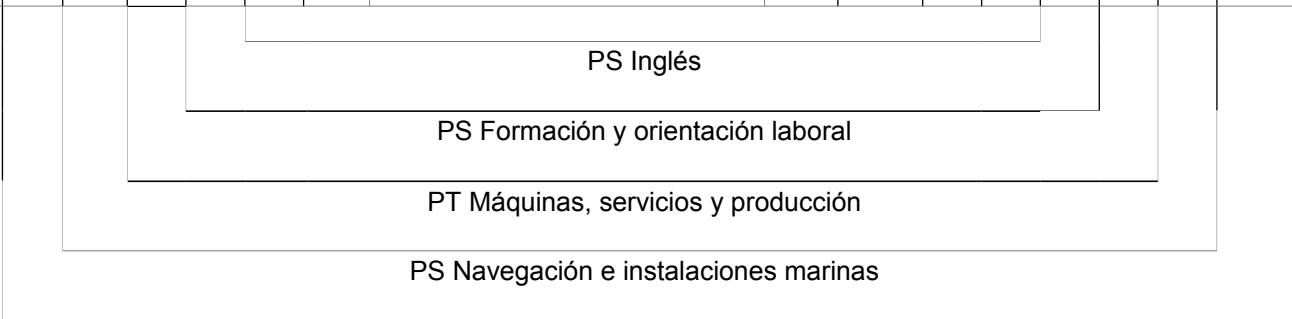 PS Inglés
PS Formación y orientación laboral
PT Máquinas, servicios y producción
PS Navegación e instalaciones marinas